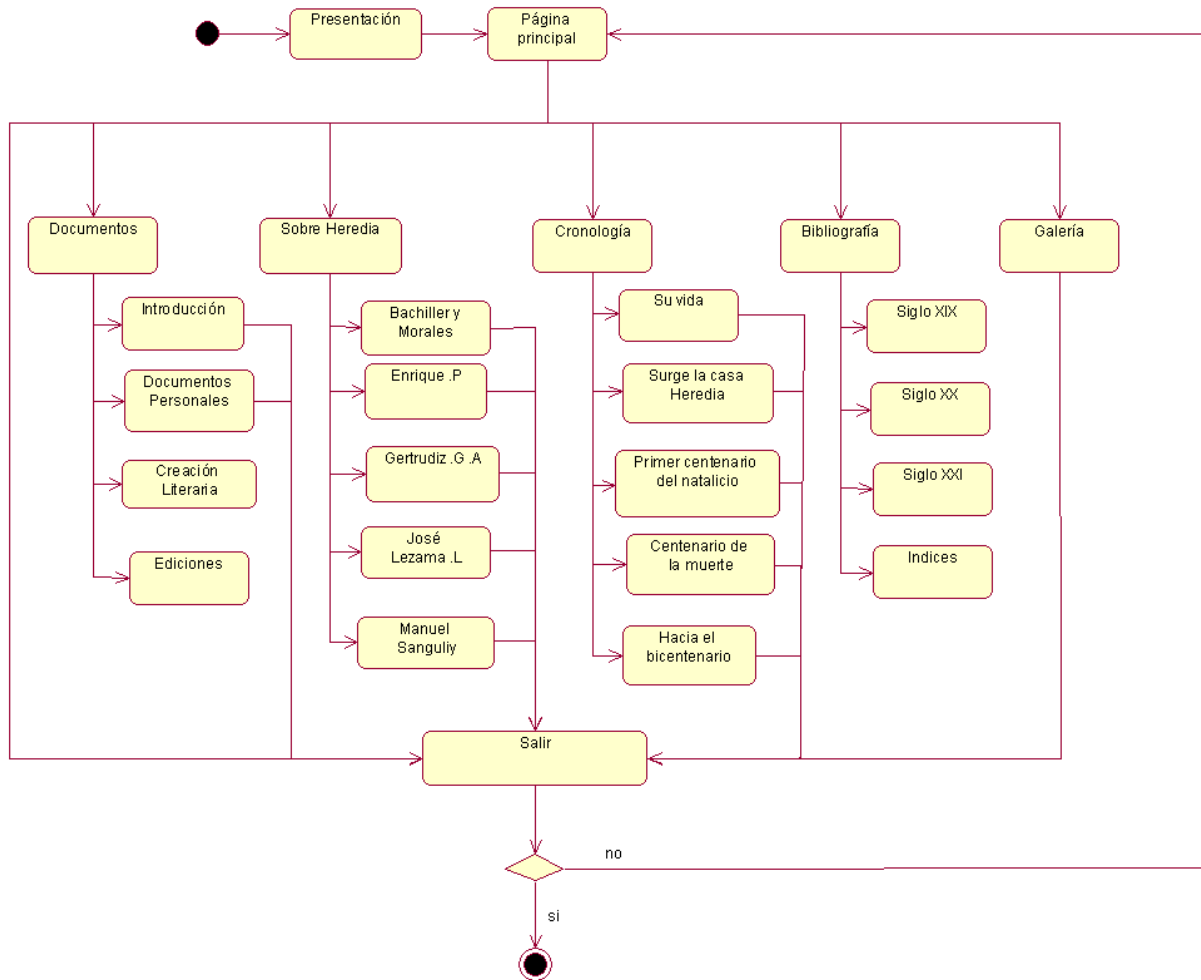 Presentación
Página
principal
Documentos
Sobre Heredia
Cronología
Bibliografía
Galería
Introducción
Documentos
Personales
Creación
Literaria
Ediciones
Bachiller y
Morales
Enrique .P
Gertrudiz .G .A
José
Lezama .L
Manuel
Sanguliy
Su vida
Surge la casa
Heredia
Primer centenario
del natalicio
Centenario de
la muerte
Hacia el
bicentenario
Siglo XIX
Siglo XX
Siglo XXI
Indices
Salir
no
si